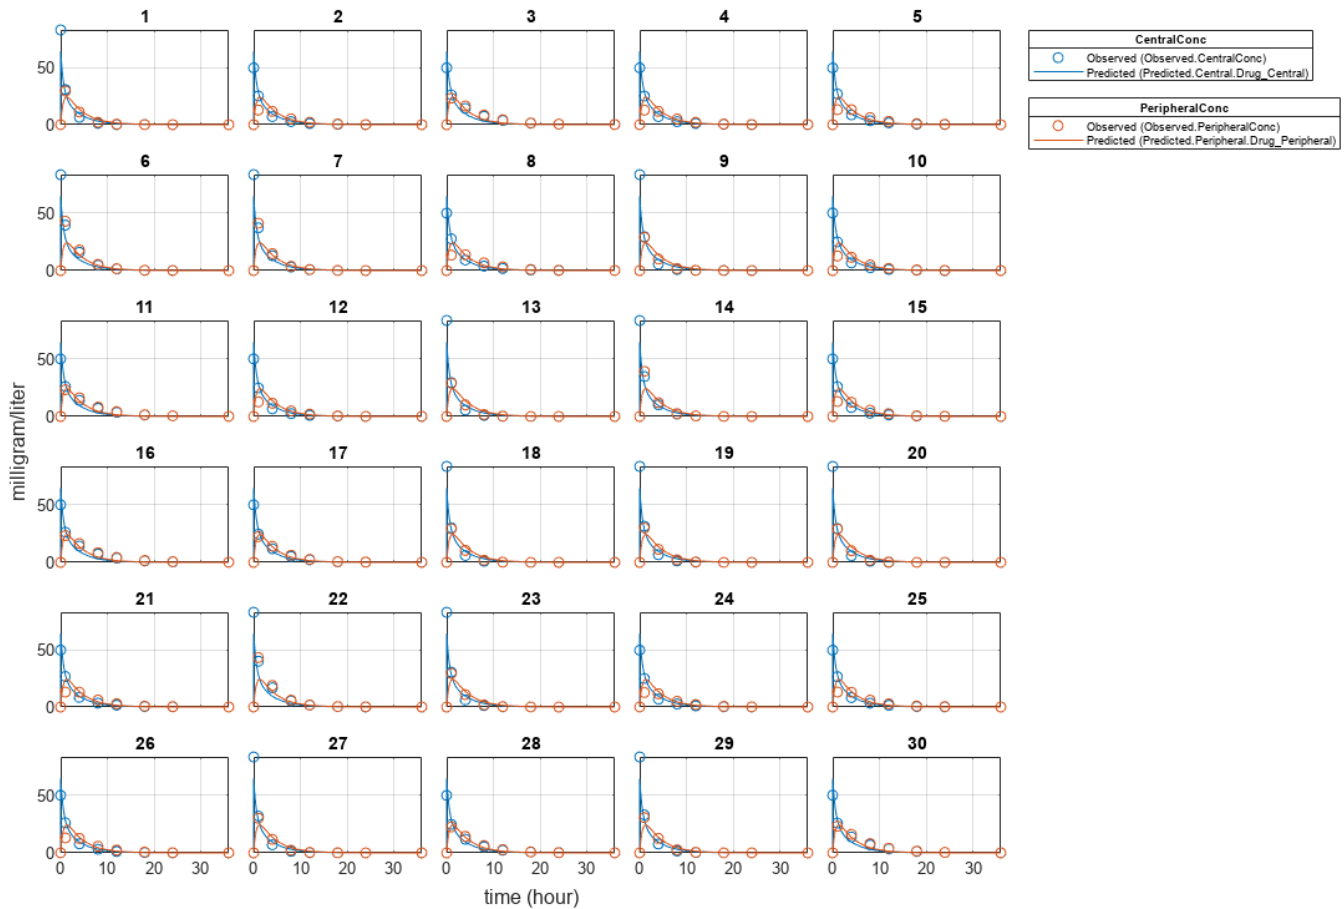 1 2 3 4 5
CentralConc
Observed (Observed.CentralConc)
Predicted (Predicted.Central.Drug_Central)
PeripheralConc
Observed (Observed.PeripheralConc)
Predicted (Predicted.Peripheral.Drug_Peripheral)
50
0
6 7 8 9 10
50
0
11 12 13 14 15
50
0
milligram/liter
16 17 18 19 20
50
0
21 22 23 24 25
50
0
26 27 28 29 30
50
0
0 10 20 30 0 10 20 30 0 10 20 30 0 10 20 30 0 10 20 30
time (hour)